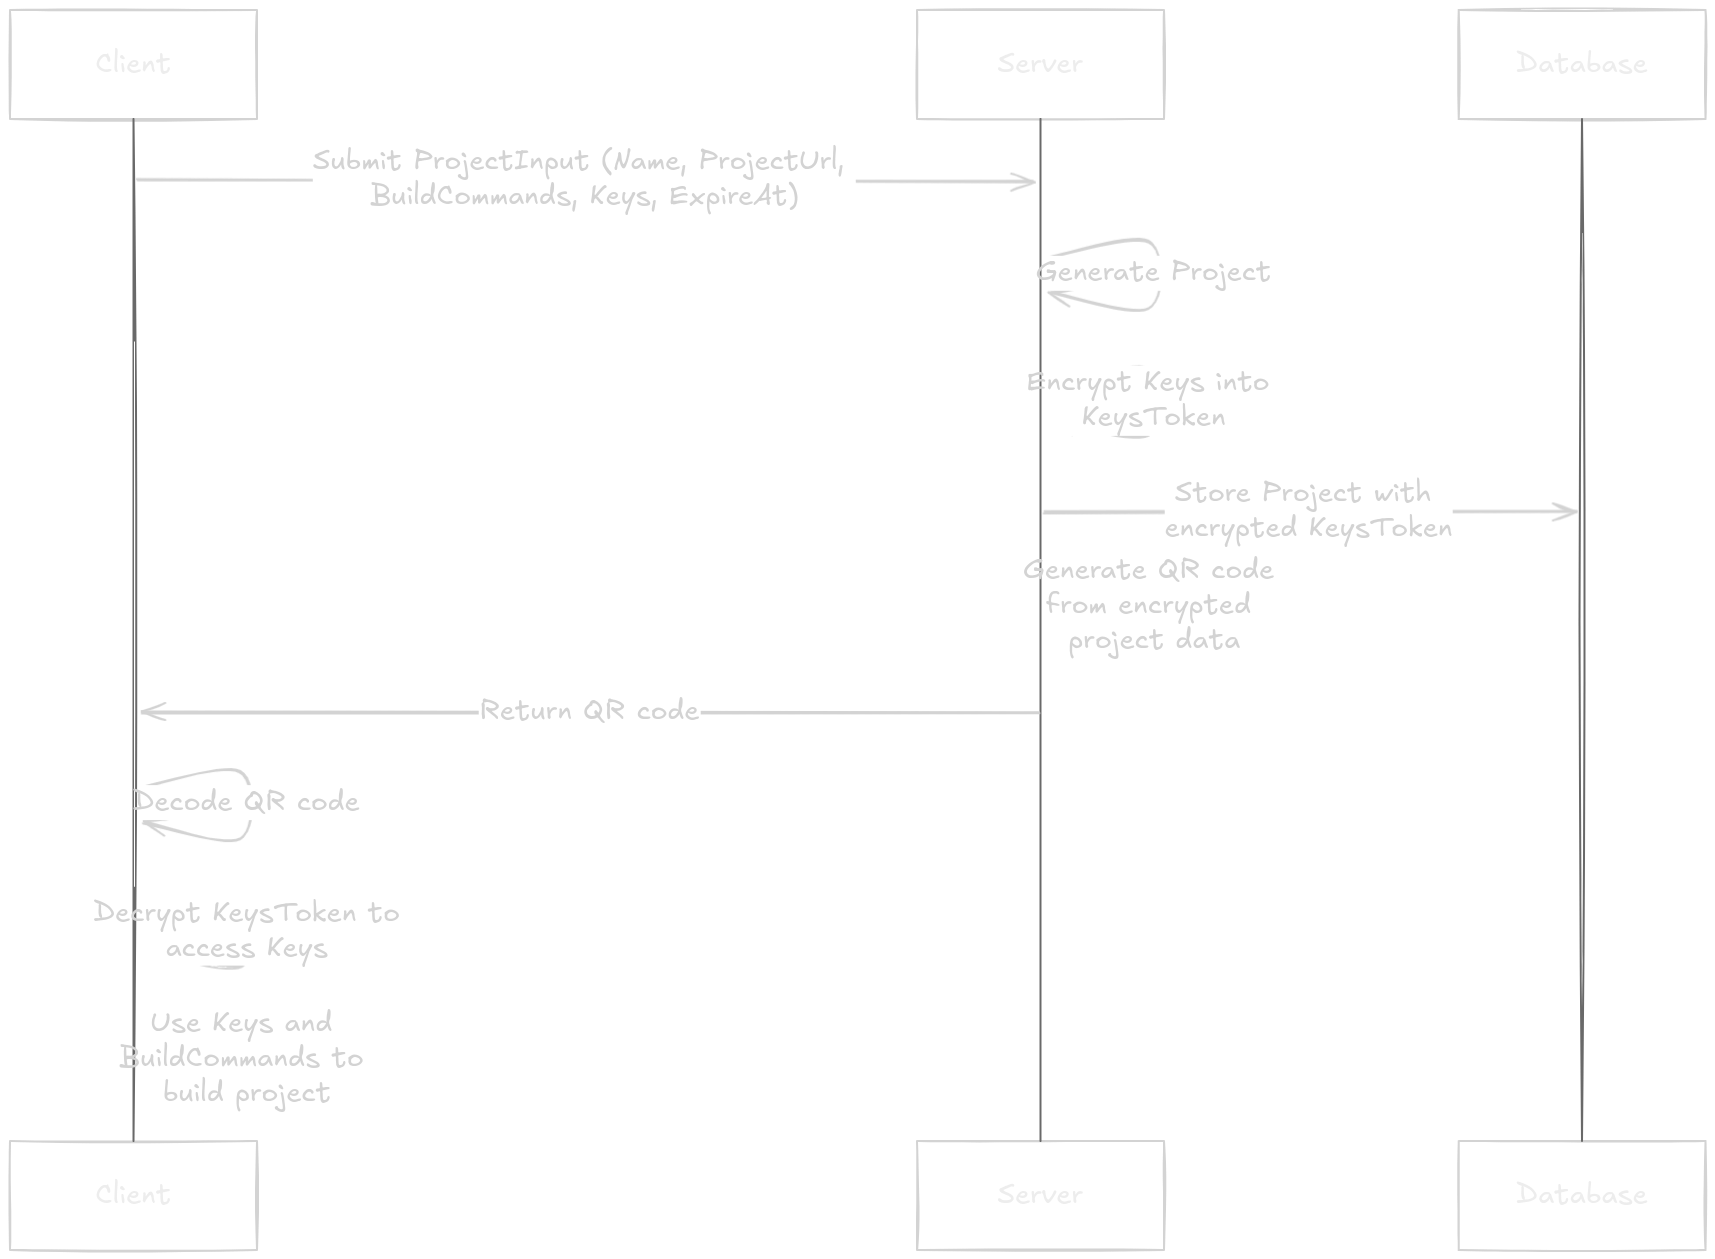 Client
Server
Database
Submit ProjectInput (Name, ProjectUrl,
BuildCommands, Keys, ExpireAt)
Generate Project
Encrypt Keys into
KeysToken
Store Project with
encrypted KeysToken
Generate QR code
from encrypted
project data
Return QR code
Decode QR code
Decrypt KeysToken to
access Keys
Use Keys and
BuildCommands to
build project
Client
Server
Database